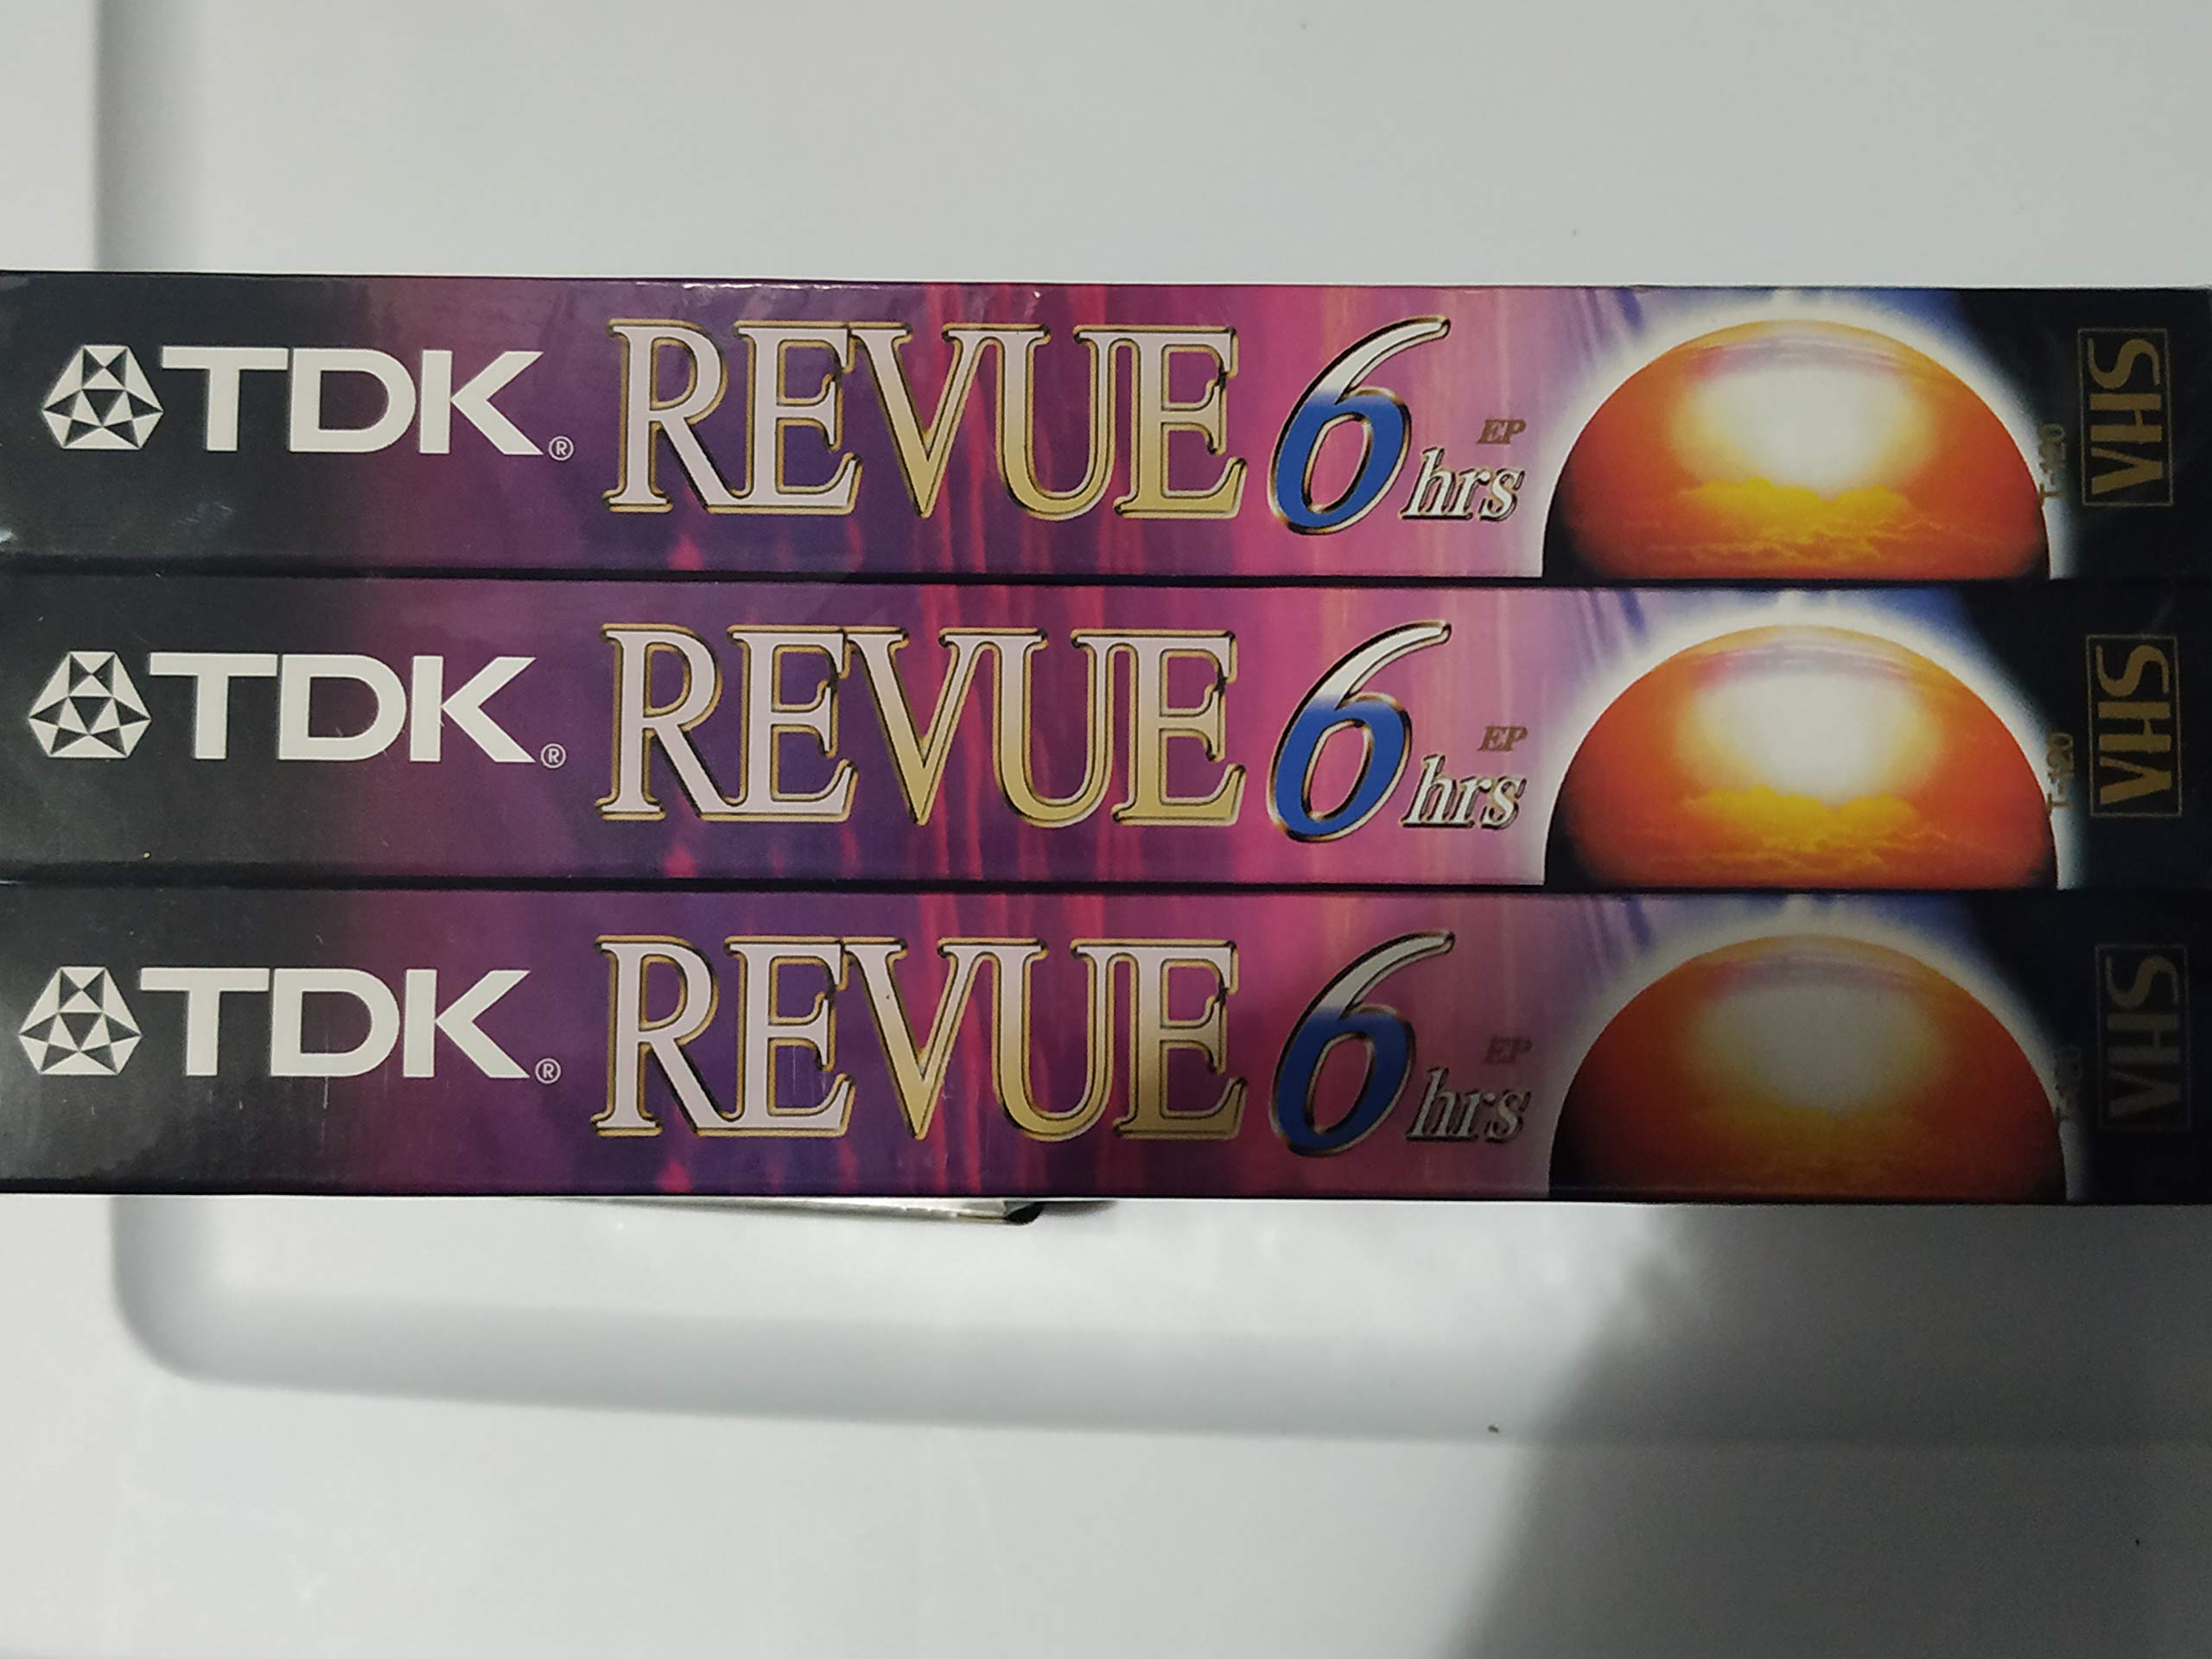 TDK® REVUE 6 hrs EP T-120 VHS
TDK® REVUE 6 hrs EP T-120 VHS
TDK® REVUE 6 hrs EP VHS